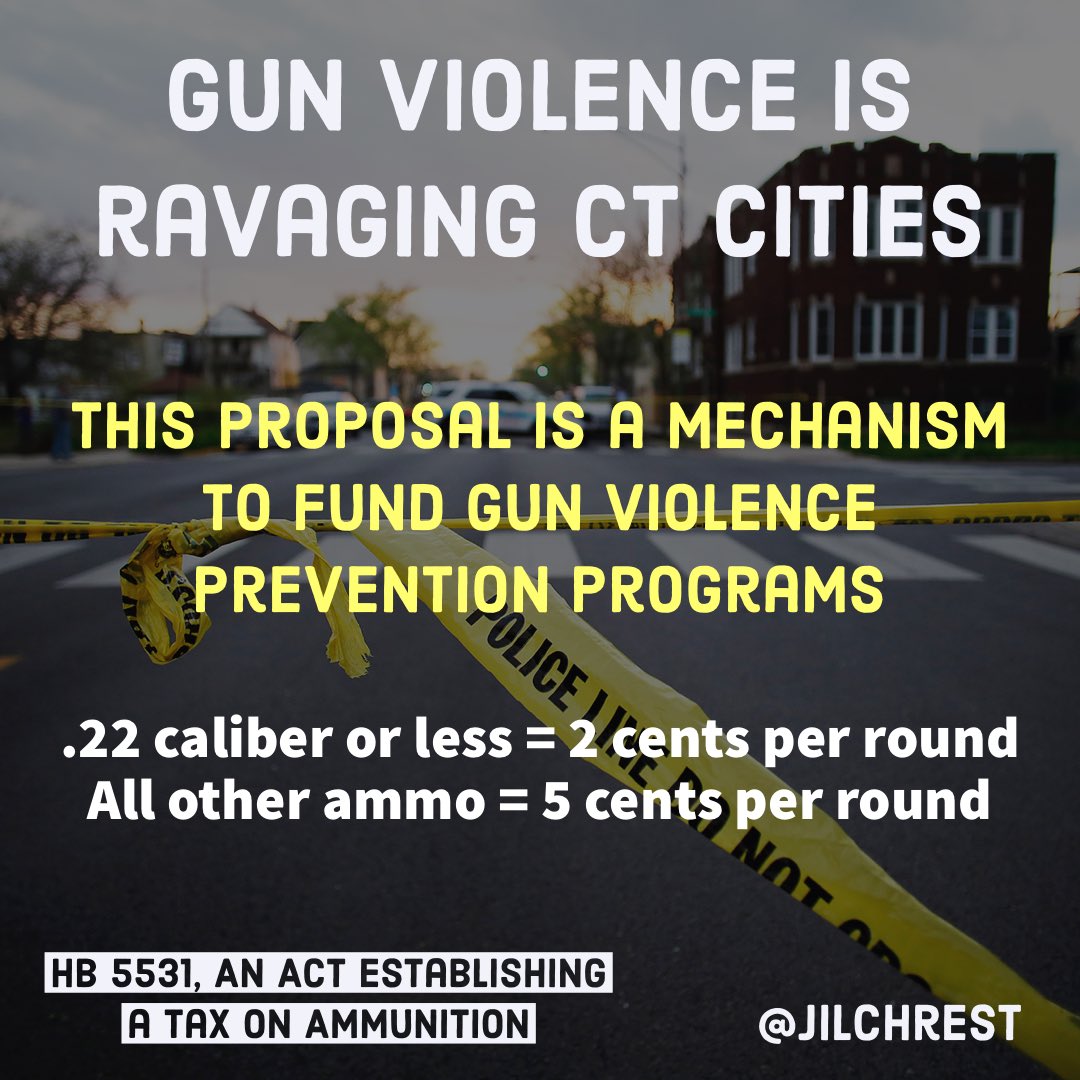 GUN VIOLENCE IS
RAVAGING CT CITIES
THIS PROPOSAL IS A MECHANISM
TO FUND GUN VIOLENCE
PREVENTION PROGRAMS
POLICE LINE DO NOT
.22 caliber or less = 2 cents per round
All other ammo = 5 cents per round
HB 5531, AN ACT ESTABLISHING
A TAX ON AMMUNITION
@JILCHREST